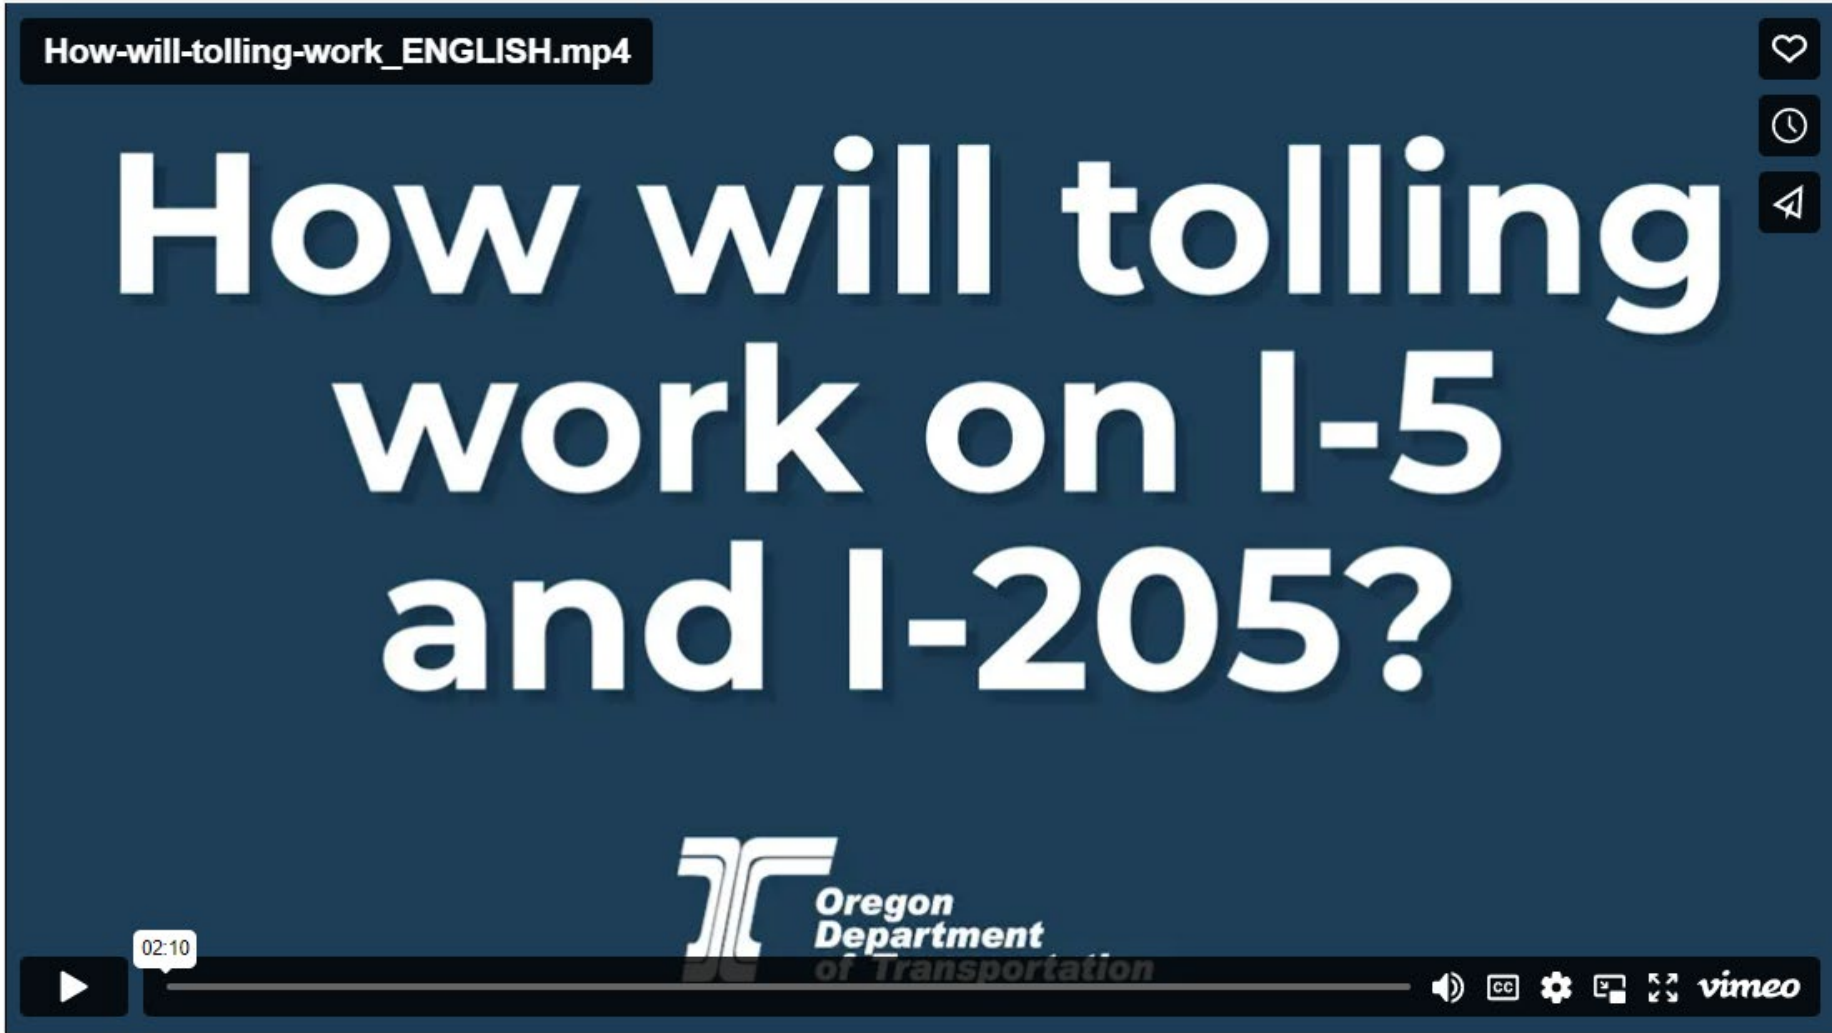 How-will-tolling-work_ENGLISH.mp4
How will tolling
work on I-5
and I-205?
Oregon
Department
of Transportation
02:10
CC
vimeo